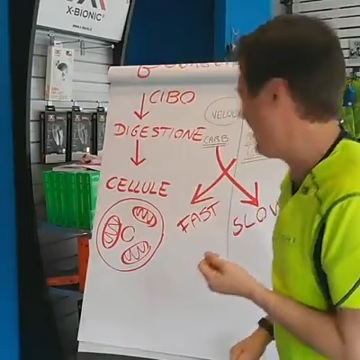 X-BIONIC®
CIBO
DIGESTIONE
CARB
CELLULE
C
FAST
SLOW